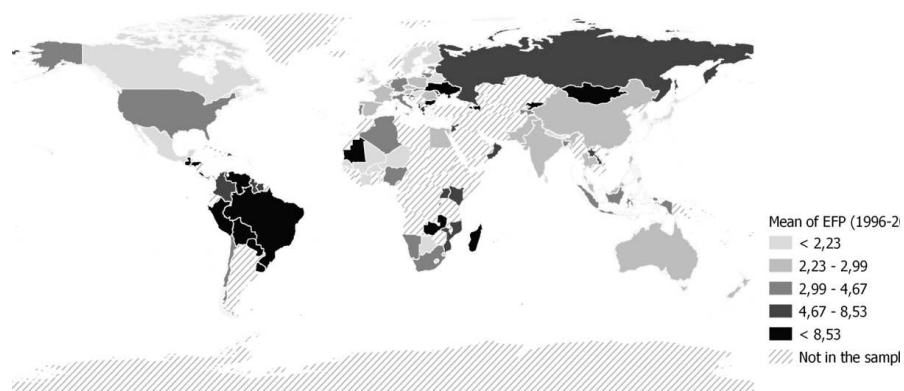 Mean of EFP (1996-20
< 2,23
2,23 - 2,99
2,99 - 4,67
4,67 - 8,53
< 8,53
Not in the sampl